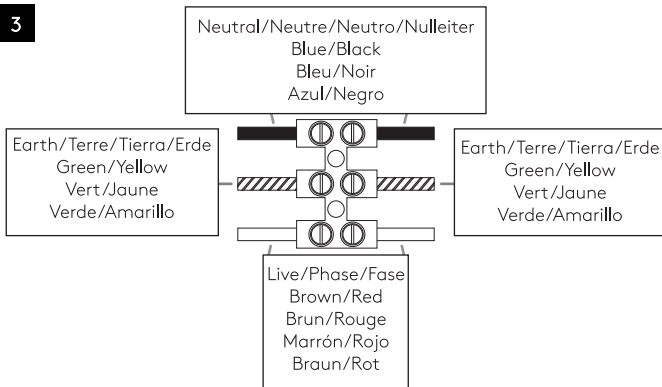 3
Neutral/Neutre/Neutro/Nulleiter
Blue/Black
Bleu/Noir
Azul/Negro
Earth/Terre/Tierra/Erde
Green/Yellow
Vert/Jaune
Verde/Amarillo
Earth/Terre/Tierra/Erde
Green/Yellow
Vert/Jaune
Verde/Amarillo
Live/Phase/Fase
Brown/Red
Brun/Rouge
Marrón/Rojo
Braun/Rot